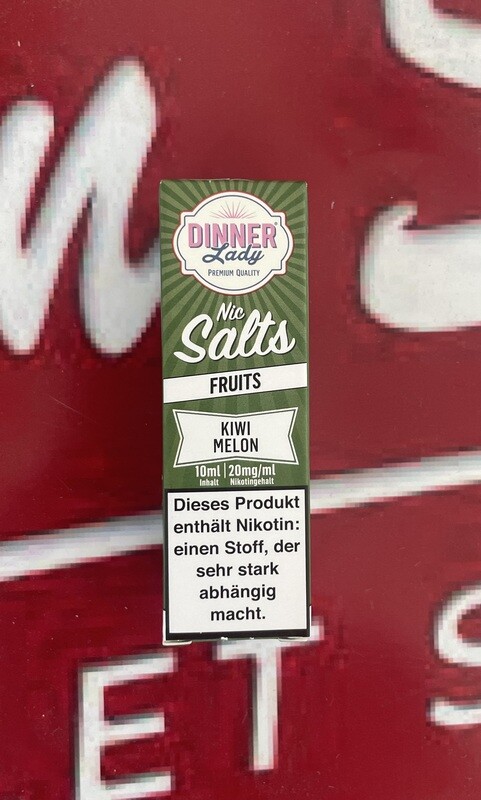 DINNER
Lady
PREMIUM QUALITY
Nic
Salts
FRUITS
KIWI
MELON
10ml | 20mg/ml
Inhalt Nikotingehalt
Dieses Produkt
enthält Nikotin:
einen Stoff, der
sehr stark
abhängig
macht.
ET S